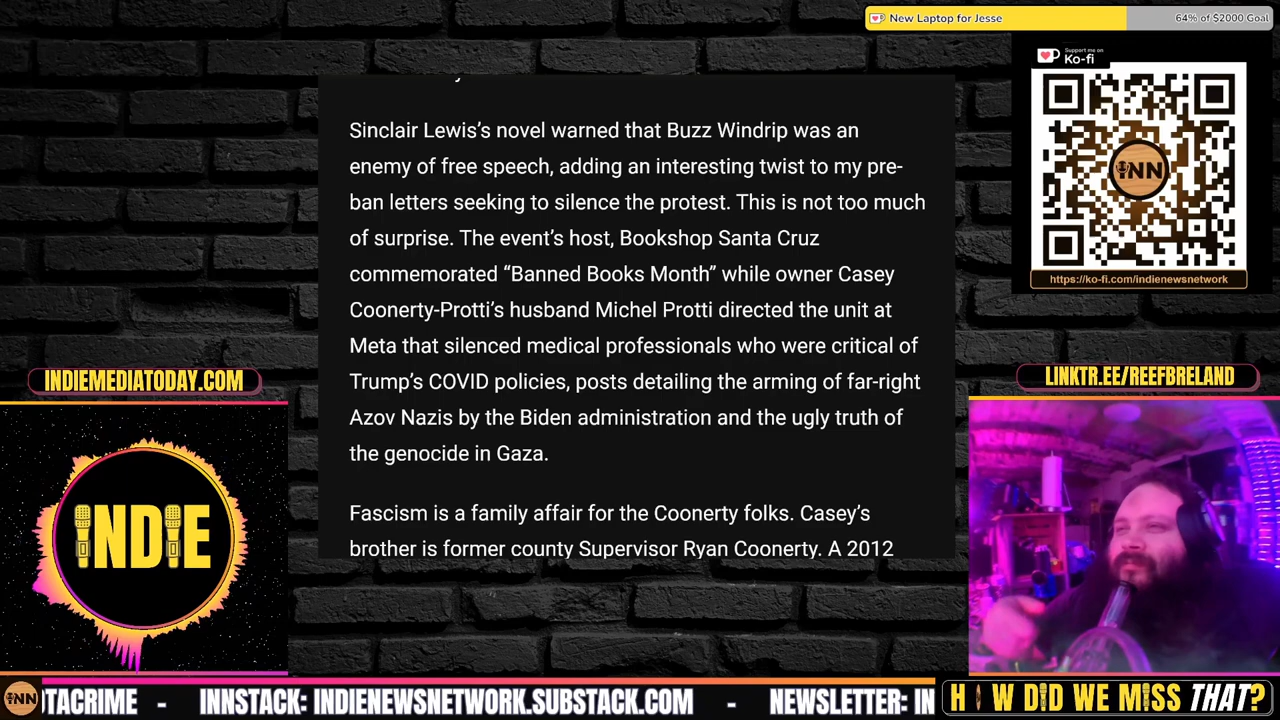 New Laptop for Jesse
64% of $2000 Goal
Support me on
Ko-fi
INN
https://ko-fi.com/indienewsnetwork
Sinclair Lewis’s novel warned that Buzz Windrip was an
enemy of free speech, adding an interesting twist to my pre-
ban letters seeking to silence the protest. This is not too much
of surprise. The event’s host, Bookshop Santa Cruz
commemorated “Banned Books Month” while owner Casey
Coonerty-Protti’s husband Michel Protti directed the unit at
Meta that silenced medical professionals who were critical of
Trump’s COVID policies, posts detailing the arming of far-right
Azov Nazis by the Biden administration and the ugly truth of
the genocide in Gaza.
Fascism is a family affair for the Coonerty folks. Casey’s
brother is former county Supervisor Ryan Coonerty. A 2012
INDIEMEDIATODAY.COM
INDIE
LINKTR.EE/REEFBRELAND
INN
OTACRIME - INNSTACK: INDIENEWSNETWORK.SUBSTACK.COM - NEWSLETTER: IN
HOW DID WE MISS THAT?